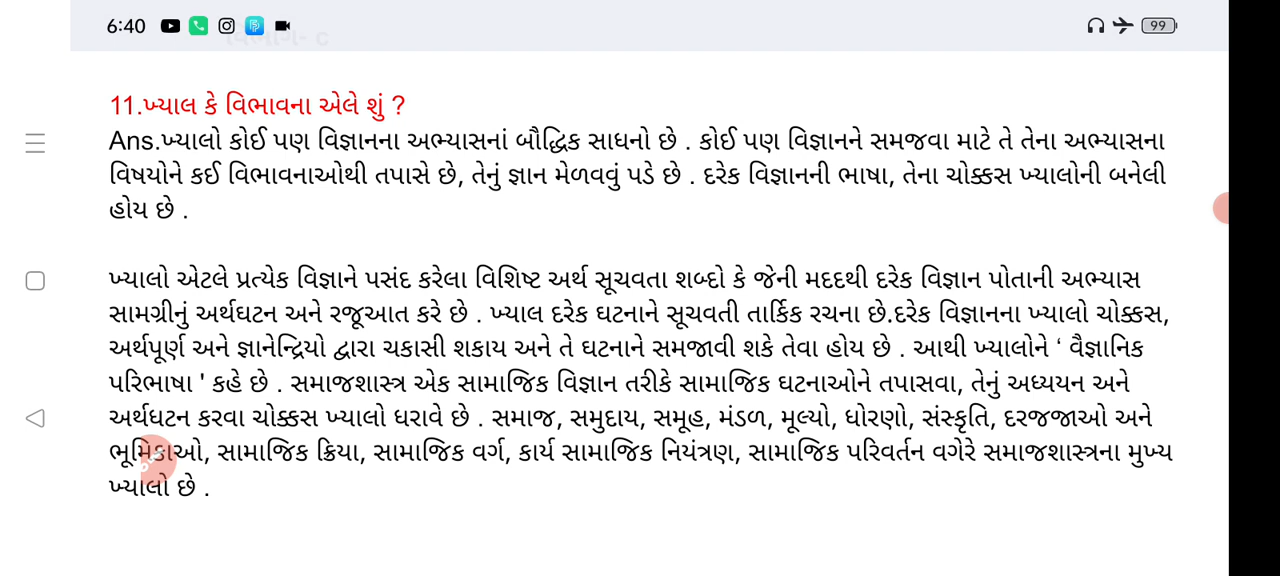 6:40
99
વિભાગ- c
11.ખ્યાલ કે વિભાવના એલે શું ?
Ans.ખ્યાલો કોઈ પણ વિજ્ઞાનના અભ્યાસનાં બૌદ્ધિક સાધનો છે . કોઈ પણ વિજ્ઞાનને સમજવા માટે તે તેના અભ્યાસના
વિષયોને કઈ વિભાવનાઓથી તપાસે છે, તેનું જ્ઞાન મેળવવું પડે છે . દરેક વિજ્ઞાનની ભાષા, તેના ચોક્કસ ખ્યાલોની બનેલી
હોય છે .
ખ્યાલો એટલે પ્રત્યેક વિજ્ઞાને પસંદ કરેલા વિશિષ્ટ અર્થ સૂચવતા શબ્દો કે જેની મદદથી દરેક વિજ્ઞાન પોતાની અભ્યાસ
સામગ્રીનું અર્થઘટન અને રજૂઆત કરે છે . ખ્યાલ દરેક ઘટનાને સૂચવતી તાર્કિક રચના છે.દરેક વિજ્ઞાનના ખ્યાલો ચોક્કસ,
અર્થપૂર્ણ અને જ્ઞાનેન્દ્રિયો દ્વારા ચકાસી શકાય અને તે ઘટનાને સમજાવી શકે તેવા હોય છે . આથી ખ્યાલોને ‘ વૈજ્ઞાનિક
પરિભાષા ' કહે છે . સમાજશાસ્ત્ર એક સામાજિક વિજ્ઞાન તરીકે સામાજિક ઘટનાઓને તપાસવા, તેનું અધ્યયન અને
અર્થઘટન કરવા ચોક્કસ ખ્યાલો ધરાવે છે . સમાજ, સમુદાય, સમૂહ, મંડળ, મૂલ્યો, ધોરણો, સંસ્કૃતિ, દરજજાઓ અને
ભૂમિકાઓ, સામાજિક ક્રિયા, સામાજિક વર્ગ, કાર્ય સામાજિક નિયંત્રણ, સામાજિક પરિવર્તન વગેરે સમાજશાસ્ત્રના મુખ્ય
ખ્યાલો છે .